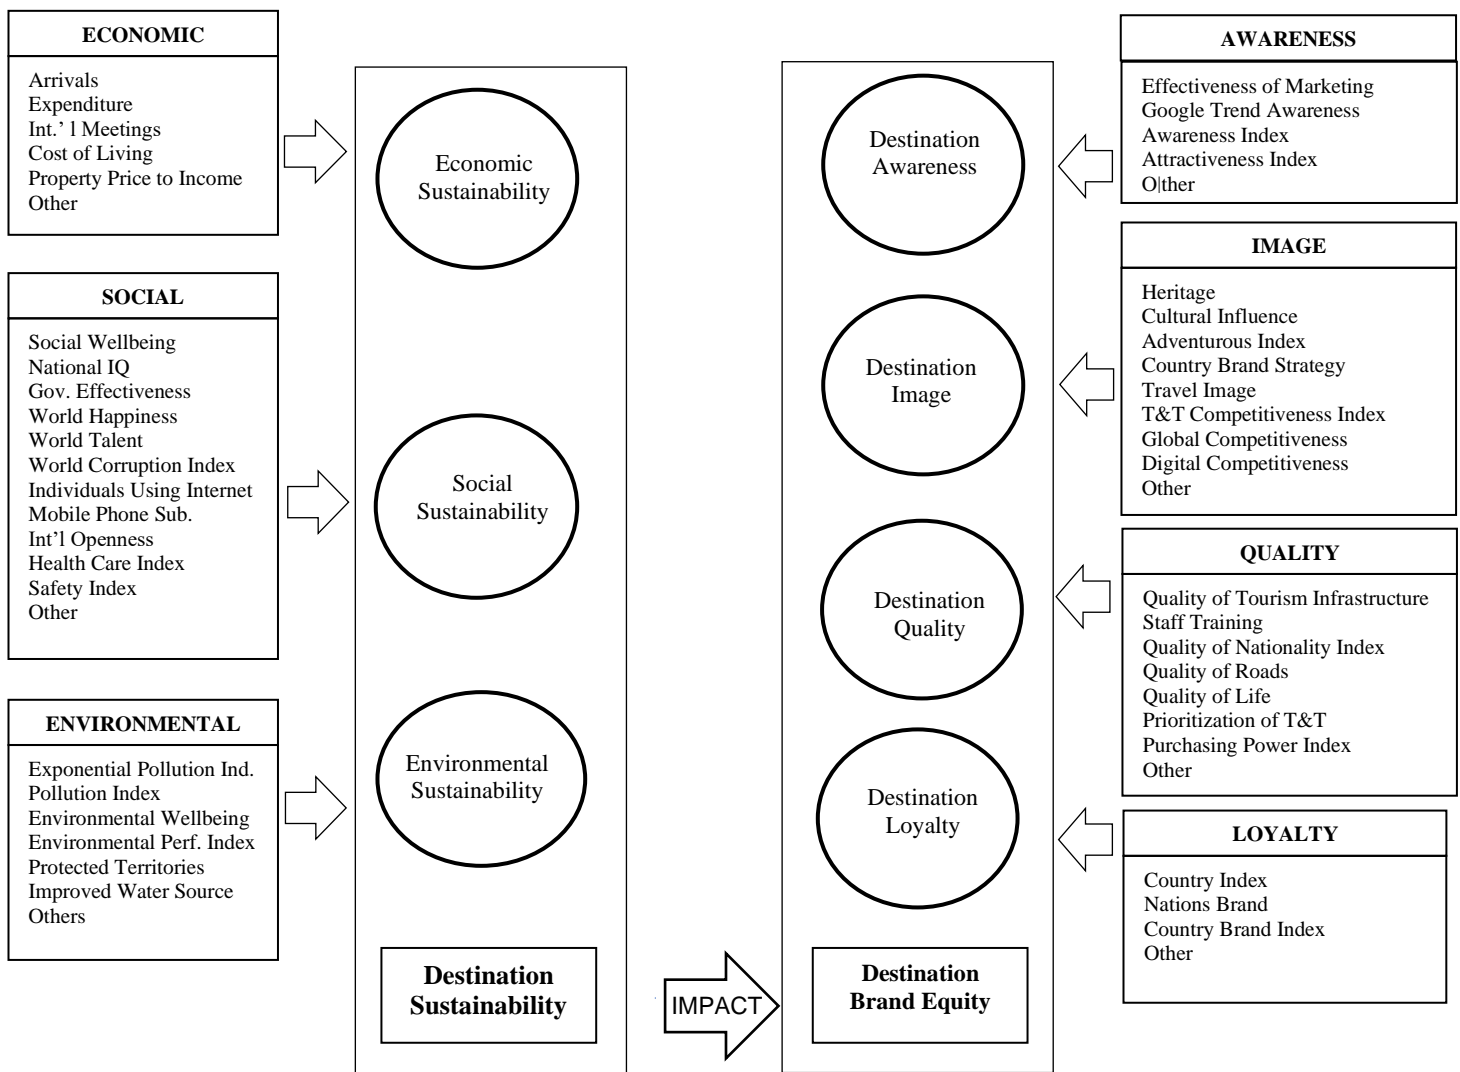 ECONOMIC
Arrivals
Expenditure
Int.’ l Meetings
Cost of Living
Property Price to Income
Other
SOCIAL
Social Wellbeing
National IQ
Gov. Effectiveness
World Happiness
World Talent
World Corruption Index
Individuals Using Internet
Mobile Phone Sub.
Int’l Openness
Health Care Index
Safety Index
Other
ENVIRONMENTAL
Exponential Pollution Ind.
Pollution Index
Environmental Wellbeing
Environmental Perf. Index
Protected Territories
Improved Water Source
Others
Economic
Sustainability
Social
Sustainability
Environmental
Sustainability
Destination
Sustainability
IMPACT
Destination
Awareness
Destination
Image
Destination
Quality
Destination
Loyalty
Destination
Brand Equity
AWARENESS
Effectiveness of Marketing
Google Trend Awareness
Awareness Index
Attractiveness Index
O|ther
IMAGE
Heritage
Cultural Influence
Adventurous Index
Country Brand Strategy
Travel Image
T&T Competitiveness Index
Global Competitiveness
Digital Competitiveness
Other
QUALITY
Quality of Tourism Infrastructure
Staff Training
Quality of Nationality Index
Quality of Roads
Quality of Life
Prioritization of T&T
Purchasing Power Index
Other
LOYALTY
Country Index
Nations Brand
Country Brand Index
Other